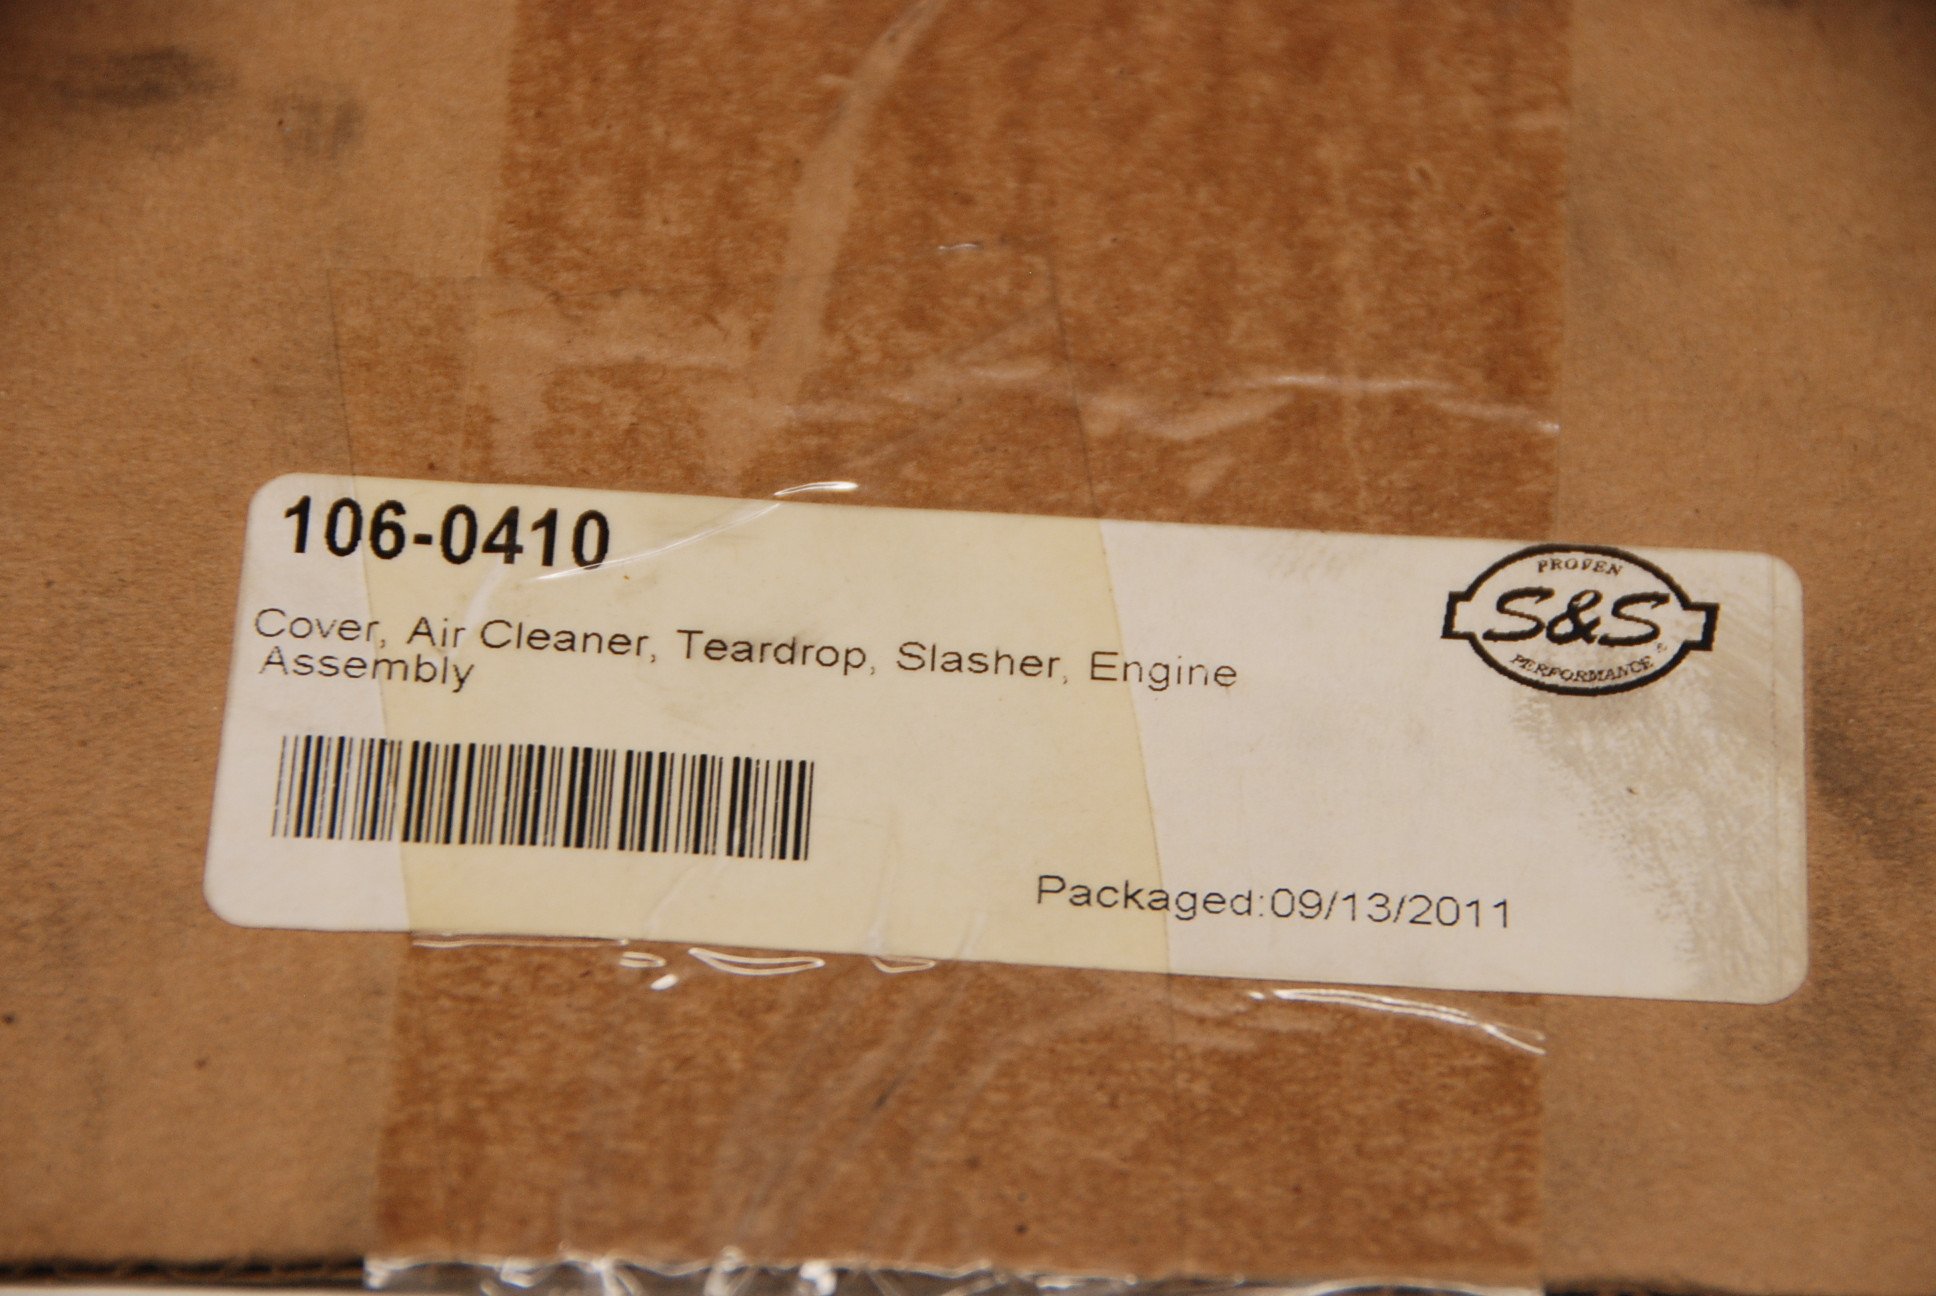 106-0410
Cover, Air Cleaner, Teardrop, Slasher, Engine
Assembly
PROVEN
S&S
®
PERFORMANCE
Packaged:09/13/2011